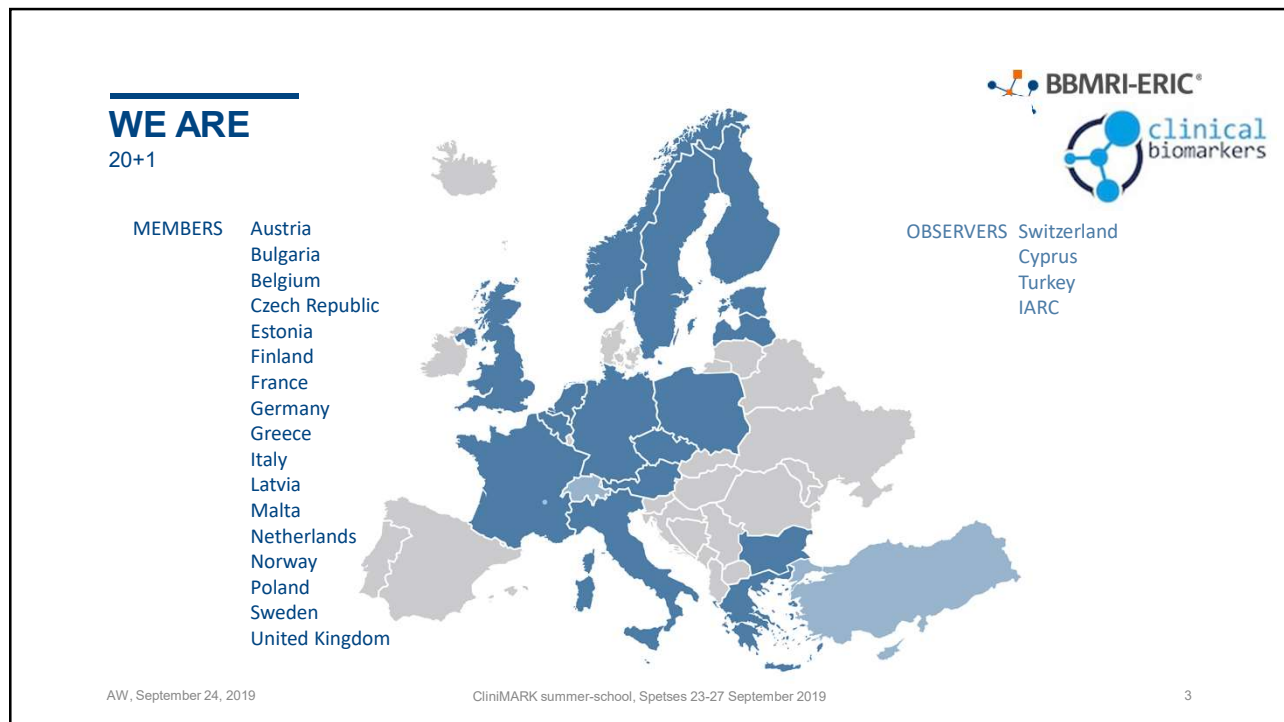 WE ARE
20+1
BBMRI-ERIC®
clinical
biomarkers
MEMBERS Austria
Bulgaria
Belgium
Czech Republic
Estonia
Finland
France
Germany
Greece
Italy
Latvia
Malta
Netherlands
Norway
Poland
Sweden
United Kingdom
OBSERVERS Switzerland
Cyprus
Turkey
IARC
AW, September 24, 2019
CliniMARK summer-school, Spetses 23-27 September 2019
3